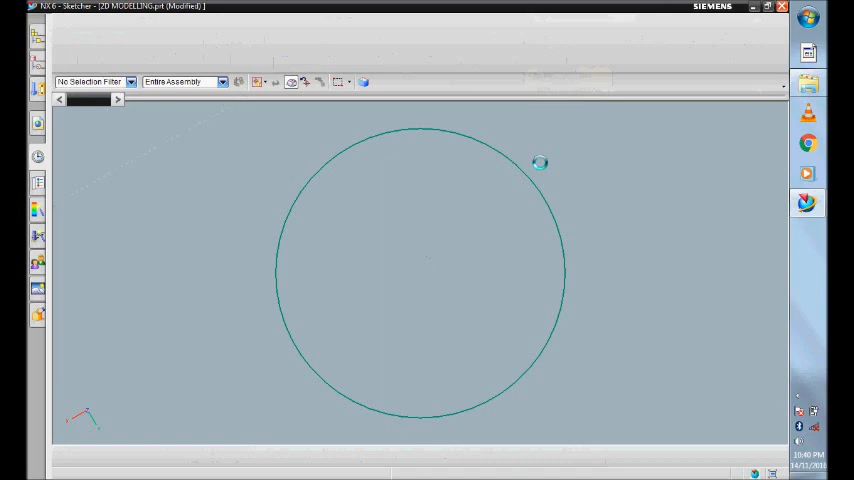 NX 6 - Sketcher - [2D MODELLING.prt (Modified) ]
SIEMENS
No Selection Filter
Entire Assembly
10:40 PM